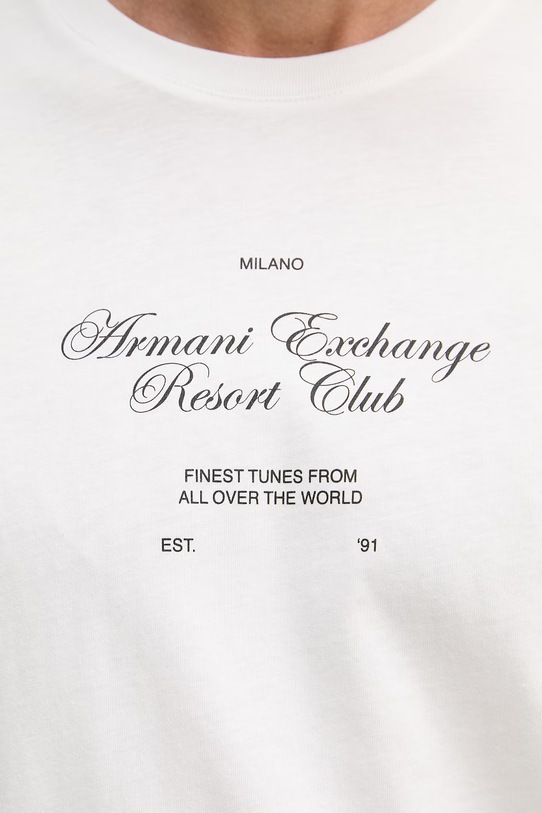 MILANO
Armani Exchange
Resort Club
FINEST TUNES FROM
ALL OVER THE WORLD
EST. ‘91